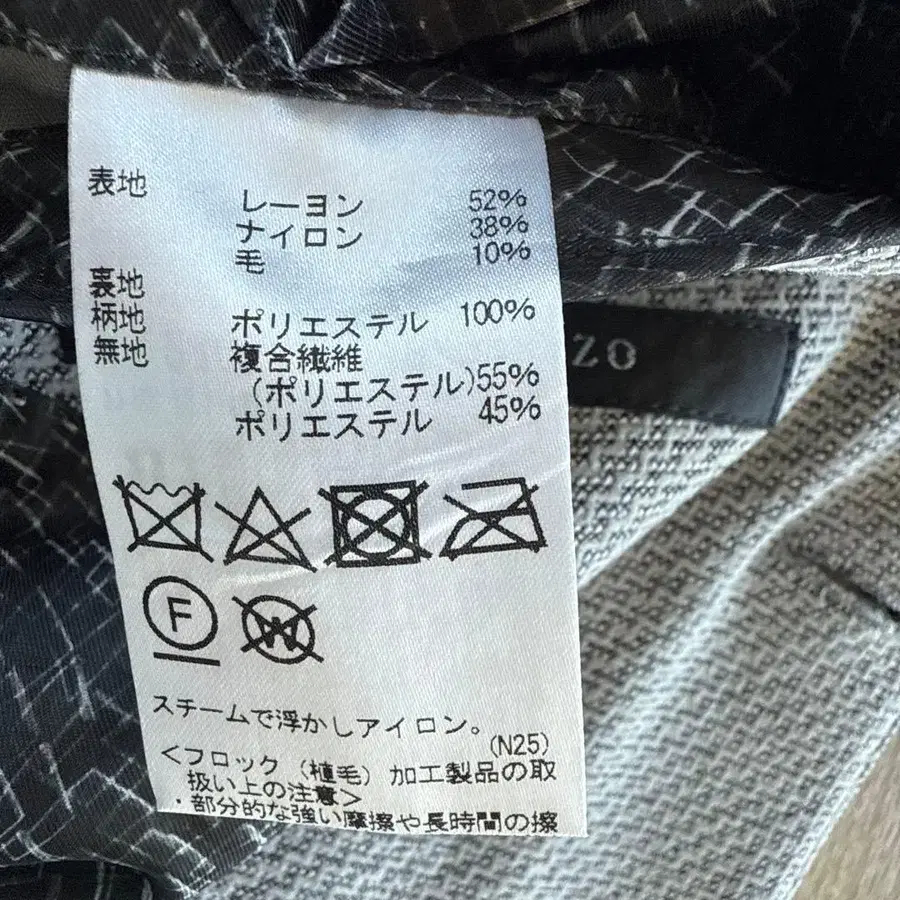 表地
レーヨン 52%
ナイロン 38%
毛 10%
裏地
柄地 ポリエステル 100%
無地 複合繊維
(ポリエステル)55%
ポリエステル 45%
F
W
スチームで浮かしアイロン。
(N25)
<フロック(植毛)加工製品の取
扱い上の注意>
・部分的な強い摩擦や長時間の擦
ZO